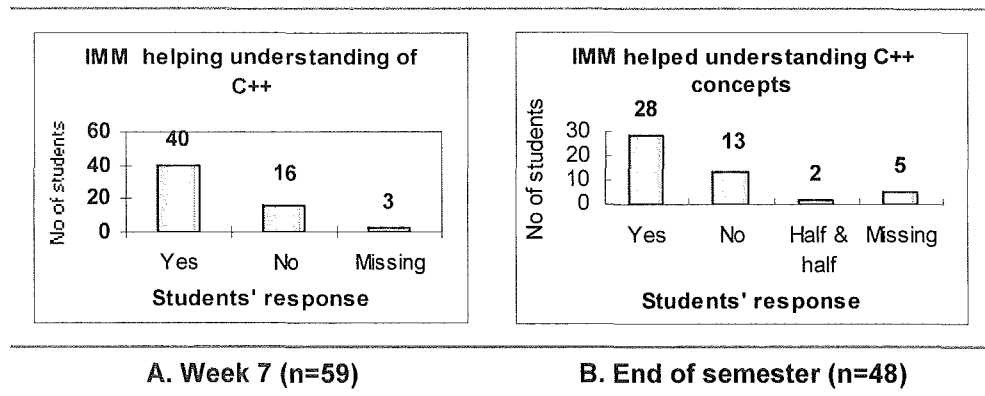 IMM helping understanding of
C++
No of students
60
40
20
0
40
16
3
Yes No Missing
Students' response
IMM helped understanding C++
concepts
No of students
30
20
10
0
28
13
2
5
Yes No Half & Missing
half
Students' response
A. Week 7 (n=59)
B. End of semester (n=48)